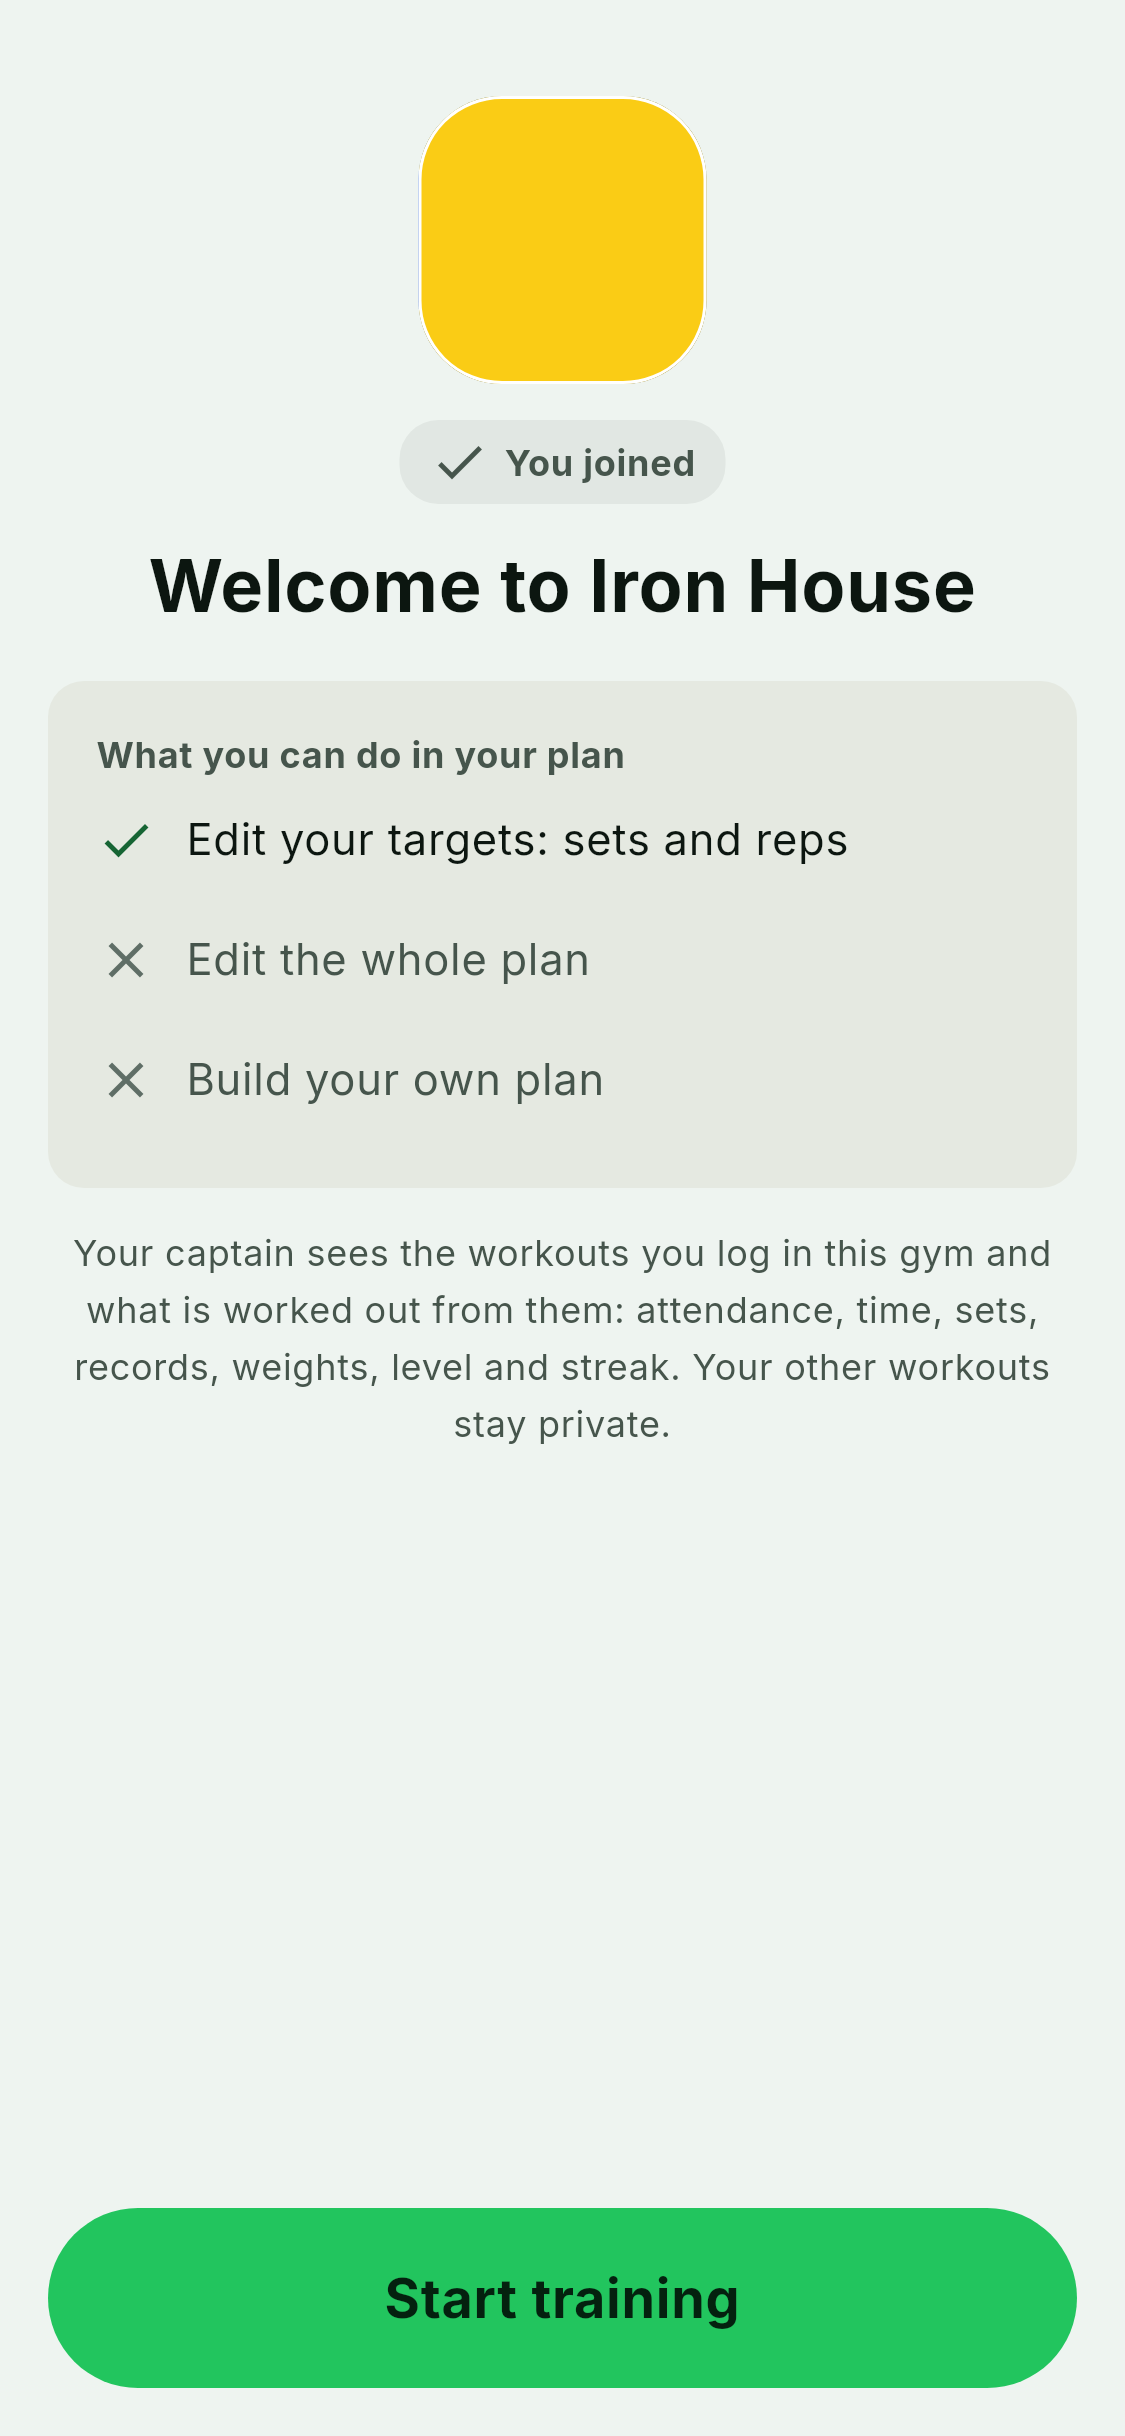 You joined
Welcome to Iron House
What you can do in your plan
Edit your targets: sets and reps
Edit the whole plan
Build your own plan
Your captain sees the workouts you log in this gym and
what is worked out from them: attendance, time, sets,
records, weights, level and streak. Your other workouts
stay private.
Start training